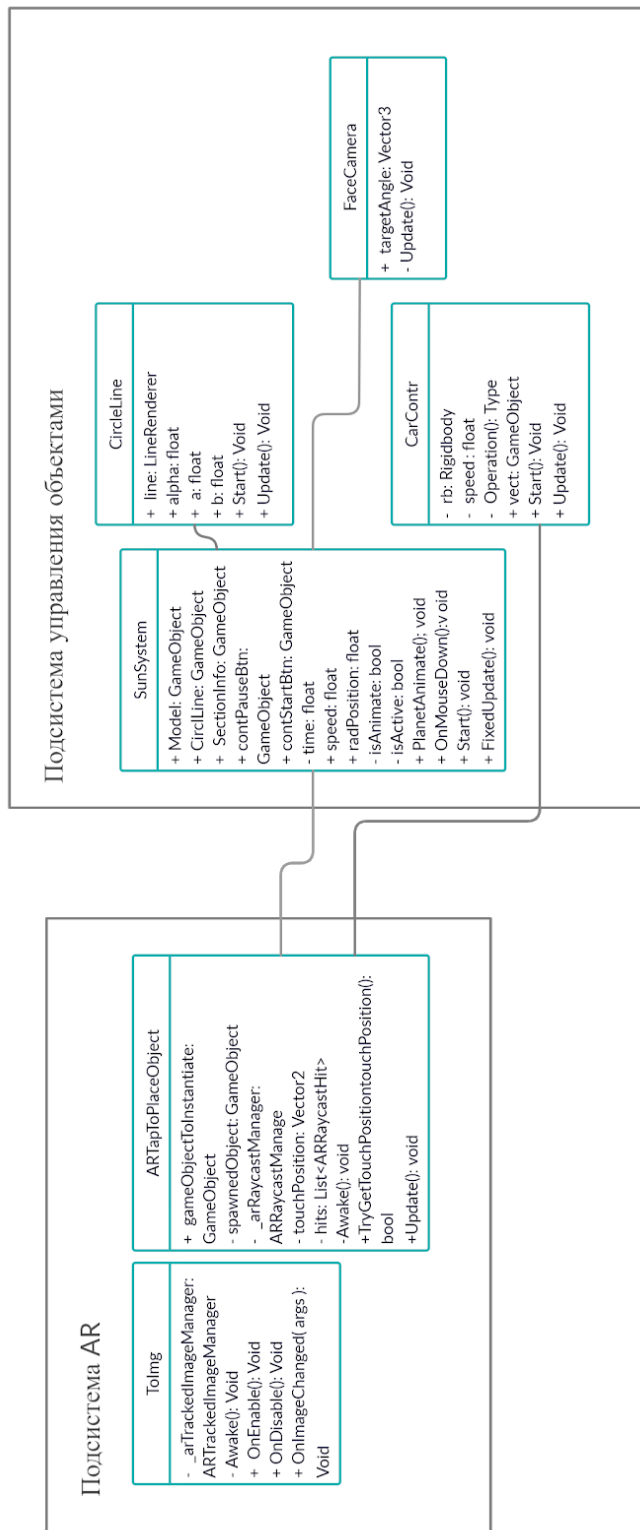 Подсистема AR
ToImg
- _arTrackedImageManager:
ARTrackedImageManager
- Awake(): Void
+ OnEnable(): Void
+ OnDisable(): Void
+ OnImageChanged( args ):
Void
ARTapToPlaceObject
+ gameObjectToInstantiate:
GameObject
- spawnedObject: GameObject
- _arRaycastManager:
ARRaycastManage
- touchPosition: Vector2
- hits: List<ARRaycastHit>
-Awake(): void
+TryGetTouchPositiontouchPosition():
bool
+Update(): void
Подсистема управления объектами
SunSystem
+ Model: GameObject
+ CirclLine: GameObject
+ SectionInfo: GameObject
+ contPauseBtn:
GameObject
+ contStartBtn: GameObject
- time: float
+ speed: float
+ radPosition: float
- isAnimate: bool
- isActive: bool
+ PlanetAnimate(): void
+ OnMouseDown():v oid
+ Start(): void
+ FixedUpdate(): void
CircleLine
+ line: LineRenderer
+ alpha: float
+ a: float
+ b: float
+ Start(): Void
+ Update(): Void
CarContr
- rb: Rigidbody
- speed: float
- Operation(): Type
+ vect: GameObject
+ Start(): Void
+ Update(): Void
FaceCamera
+ targetAngle: Vector3
- Update(): Void